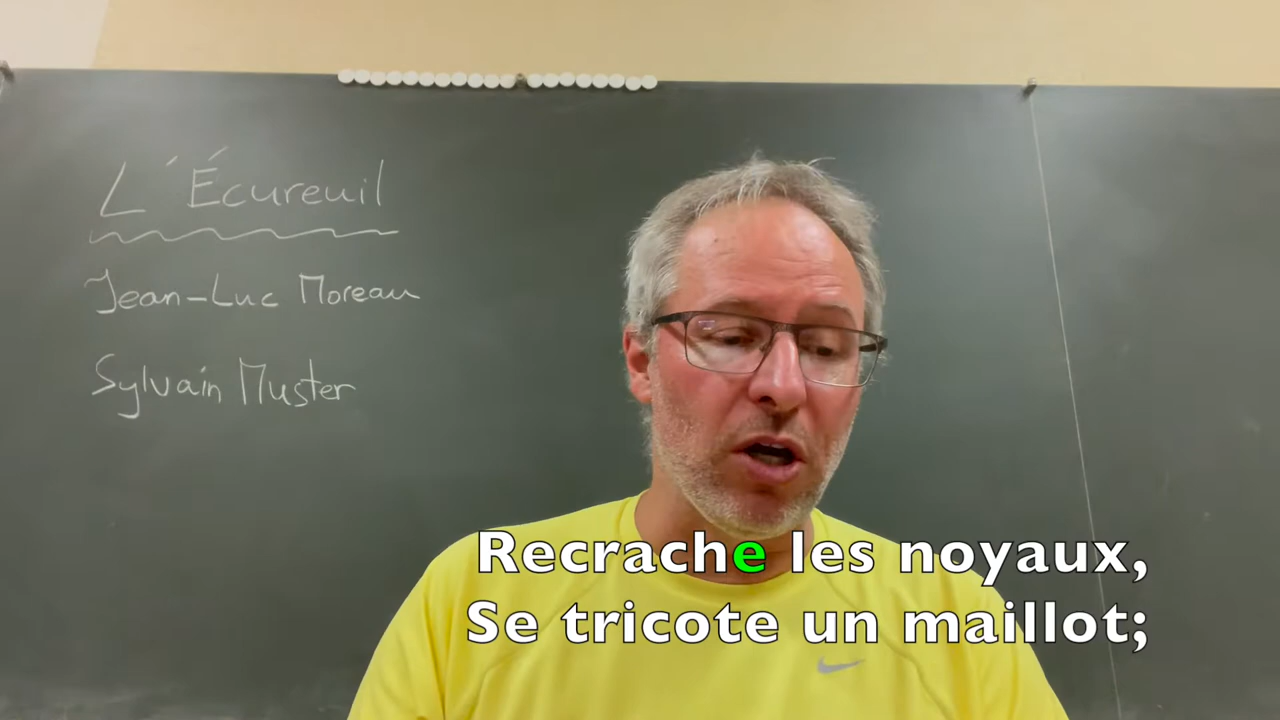 L'Écureuil
Jean-Luc Moreau
Sylvain Muster
Recrache les noyaux,
Se tricote un maillot;